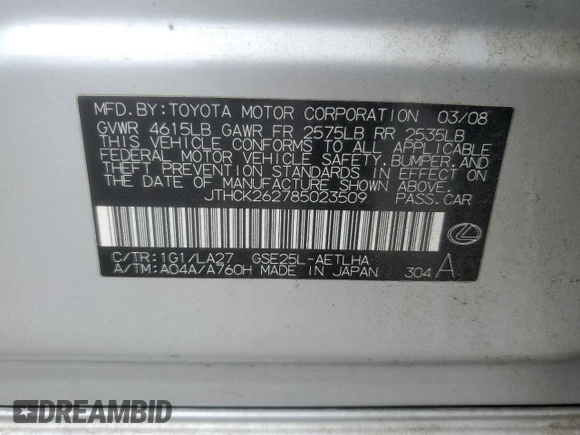 MFD. BY: TOYOTA MOTOR CORPORATION 03/08
GVWR 4615LB GAWR FR 2575LB RR 2535LB
THIS VEHICLE CONFORMS TO ALL APPLICABLE
FEDERAL MOTOR VEHICLE SAFETY, BUMPER, AND
THEFT PREVENTION STANDARDS IN EFFECT ON
THE DATE OF MANUFACTURE SHOWN ABOVE.
JTHCK262785023509 PASS. CAR
C/TR: 1G1/LA27 GSE25L-AETLHA
A/TM: A04A/A760H MADE IN JAPAN 304 A
DREAMBID